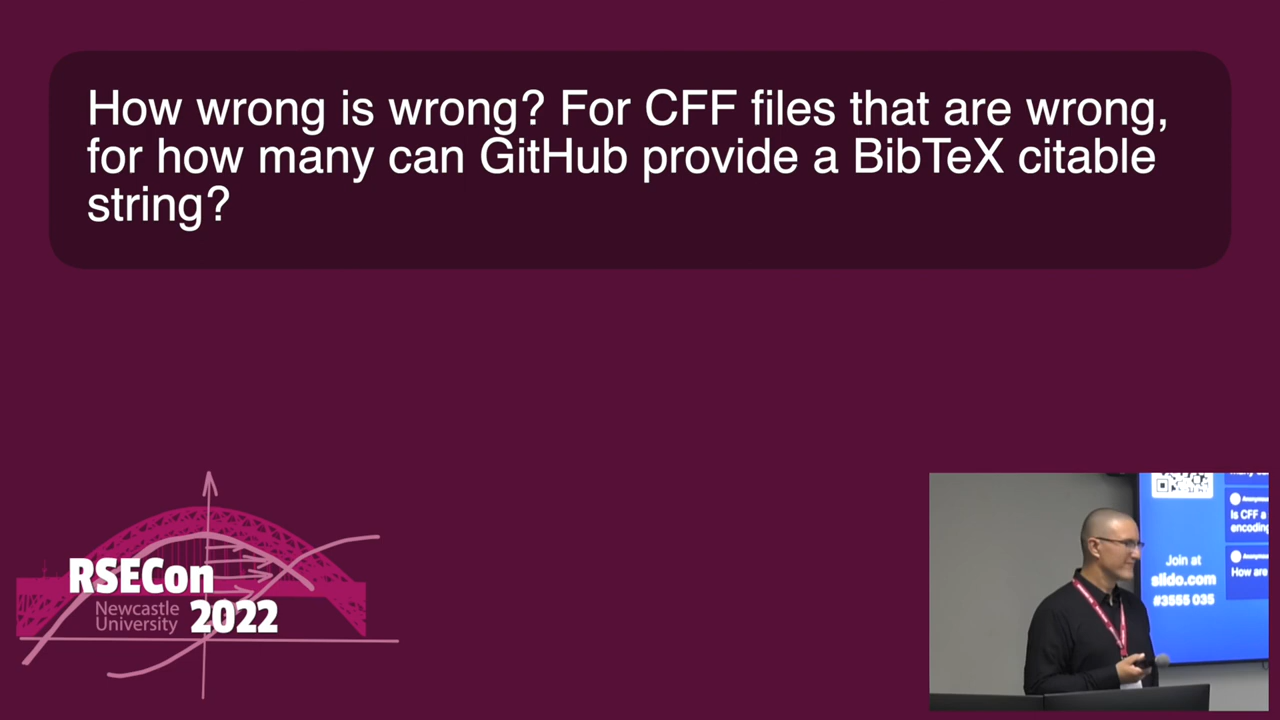 How wrong is wrong? For CFF files that are wrong,
for how many can GitHub provide a BibTeX citable
string?
RSECon
Newcastle
University
2022
Is CFF a
encoding
How are
Join at
slido.com
#3555 035